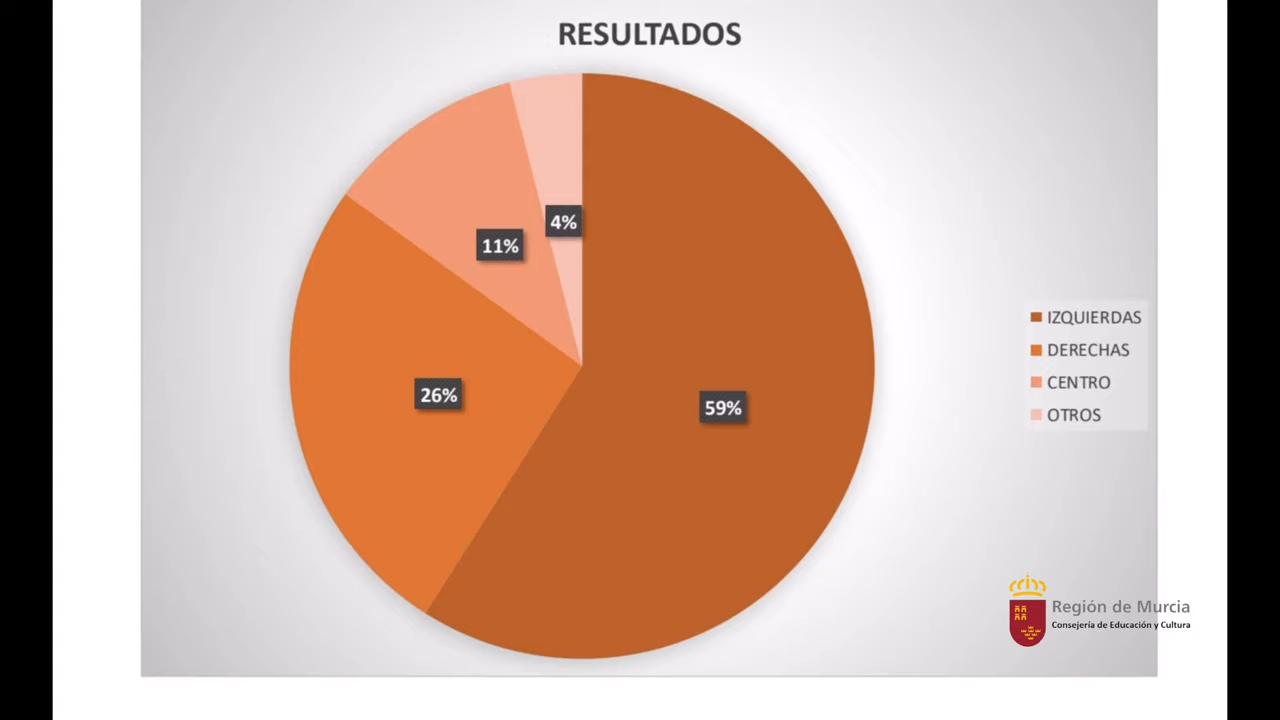 RESULTADOS
4%
11%
26%
59%
IZQUIERDAS
DERECHAS
CENTRO
OTROS
Región de Murcia
Consejería de Educación y Cultura